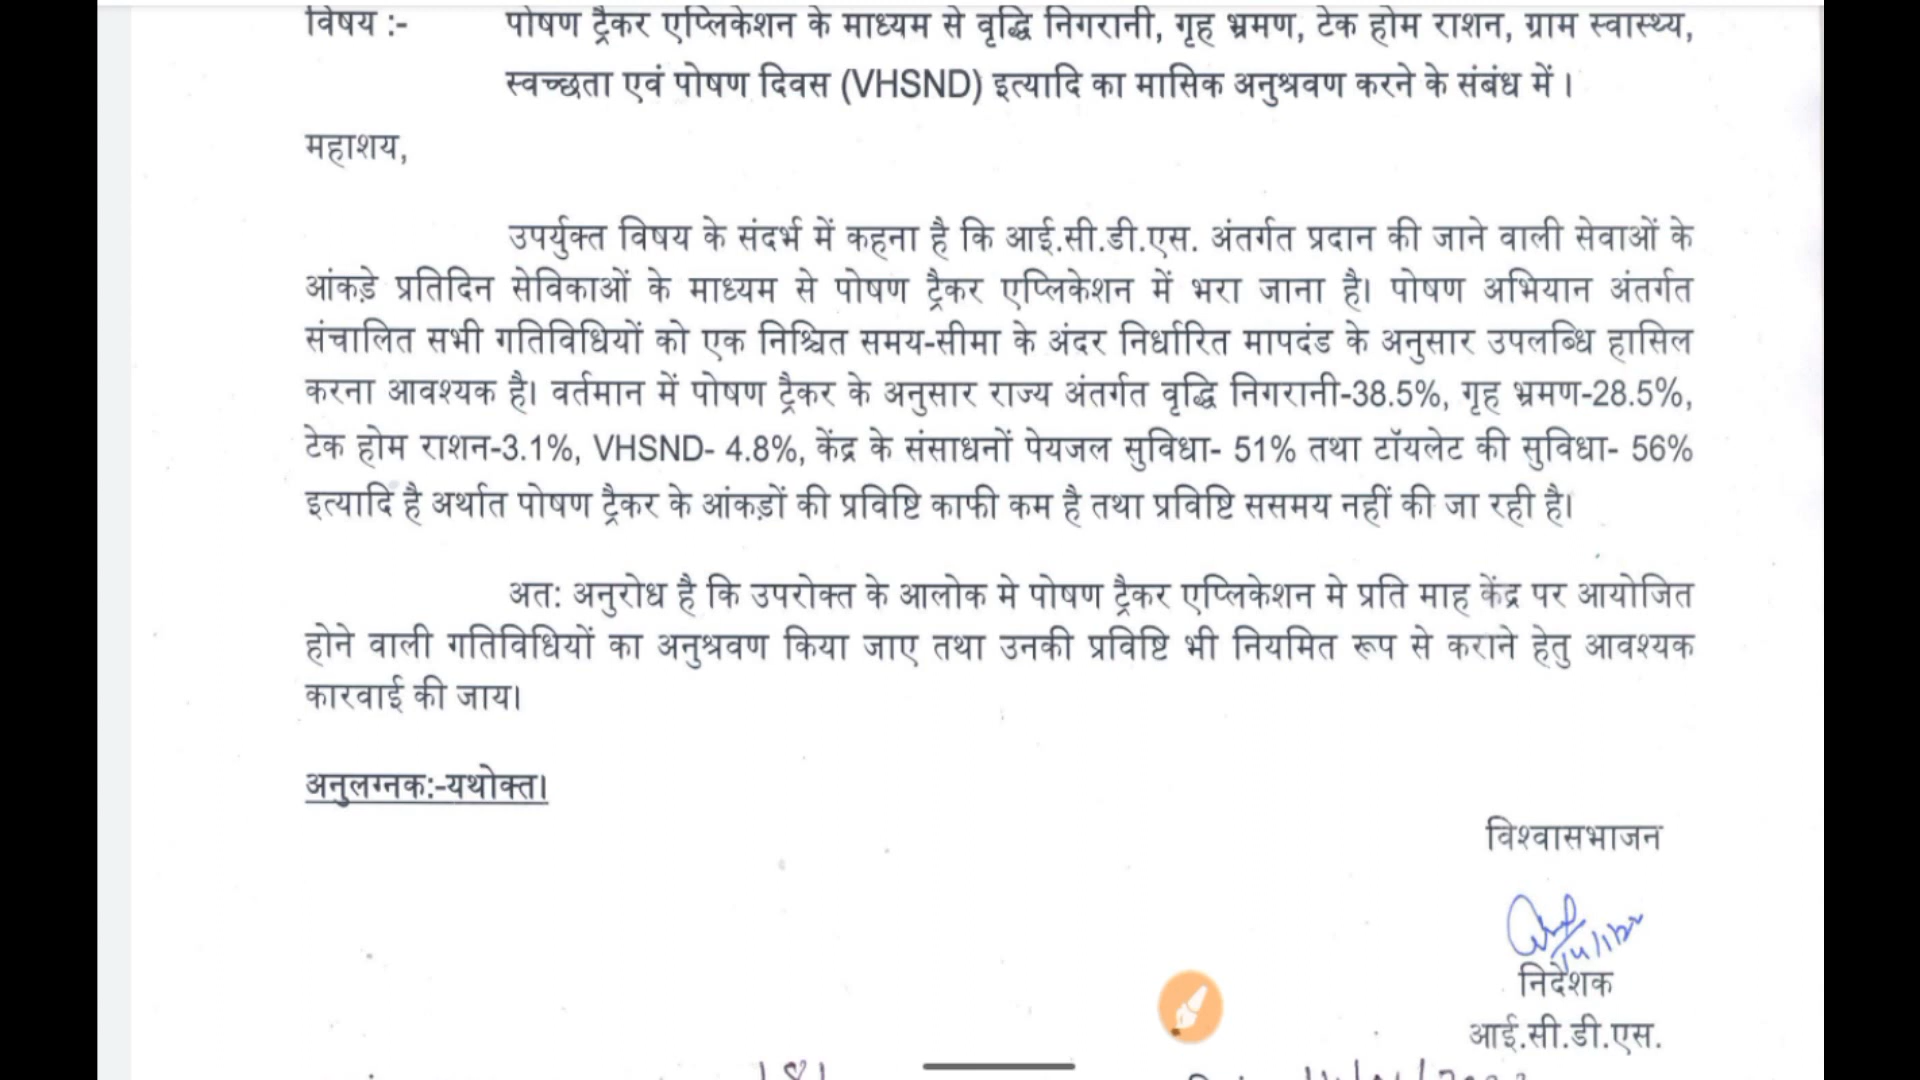 विषय :- पोषण ट्रैकर एप्लिकेशन के माध्यम से वृद्धि निगरानी, गृह भ्रमण, टेक होम राशन, ग्राम स्वास्थ्य,
स्वच्छता एवं पोषण दिवस (VHSND) इत्यादि का मासिक अनुश्रवण करने के संबंध में ।
महाशय,
उपर्युक्त विषय के संदर्भ में कहना है कि आई.सी.डी.एस. अंतर्गत प्रदान की जाने वाली सेवाओं के
आंकड़े प्रतिदिन सेविकाओं के माध्यम से पोषण ट्रैकर एप्लिकेशन में भरा जाना है। पोषण अभियान अंतर्गत
संचालित सभी गतिविधियों को एक निश्चित समय-सीमा के अंदर निर्धारित मापदंड के अनुसार उपलब्धि हासिल
करना आवश्यक है। वर्तमान में पोषण ट्रैकर के अनुसार राज्य अंतर्गत वृद्धि निगरानी-38.5%, गृह भ्रमण-28.5%,
टेक होम राशन-3.1%, VHSND- 4.8%, केंद्र के संसाधनों पेयजल सुविधा- 51% तथा टॉयलेट की सुविधा- 56%
इत्यादि है अर्थात पोषण ट्रैकर के आंकड़ों की प्रविष्टि काफी कम है तथा प्रविष्टि ससमय नहीं की जा रही है।
अत: अनुरोध है कि उपरोक्त के आलोक मे पोषण ट्रैकर एप्लिकेशन मे प्रति माह केंद्र पर आयोजित
होने वाली गतिविधियों का अनुश्रवण किया जाए तथा उनकी प्रविष्टि भी नियमित रूप से कराने हेतु आवश्यक
कारवाई की जाय।
अनुलग्नक:-यथोक्त।
विश्वासभाजन
निदेशक
आई.सी.डी.एस.